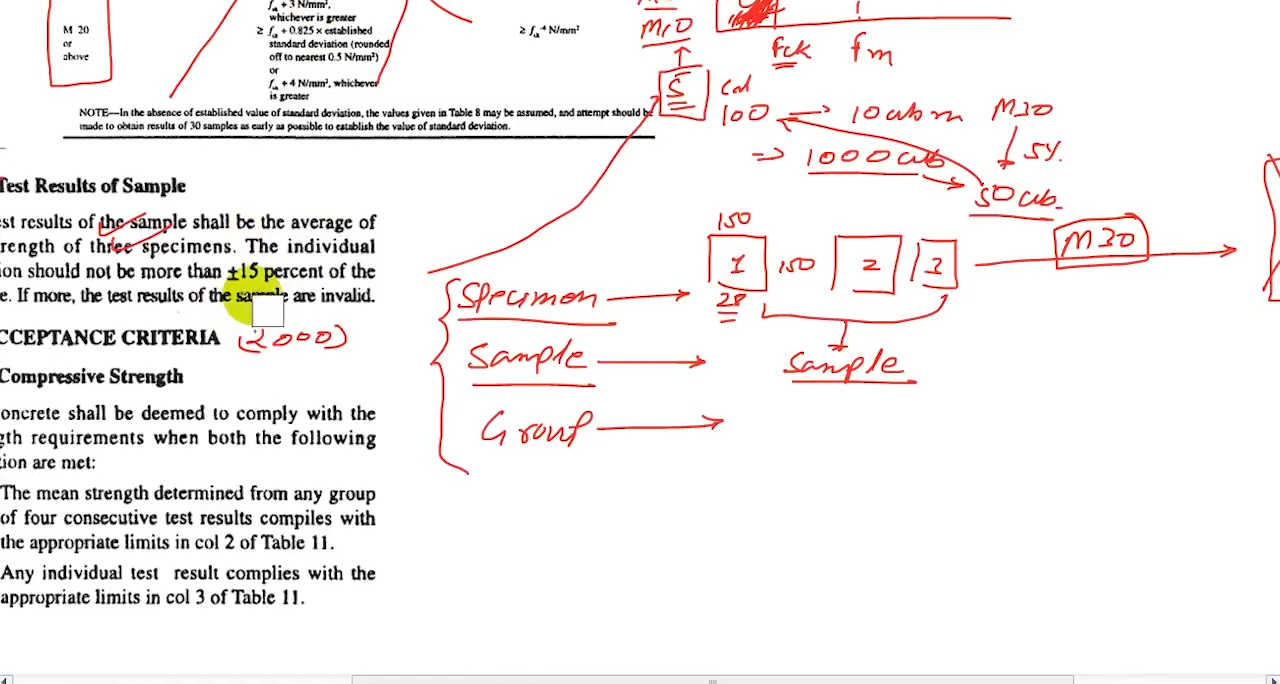 fck + 3 N/mm²,
whichever is greater
M 20
or
above
≥ fck + 0.825 × established
standard deviation (rounded
off to nearest 0.5 N/mm²)
or
fck + 4 N/mm², whichever
is greater
≥ fck-4 N/mm²
NOTE—In the absence of established value of standard deviation, the values given in Table 8 may be assumed, and attempt should be
made to obtain results of 30 samples as early as possible to establish the value of standard deviation.
M10
fck
fm
5
100 → 10 cub m
M30
⇒ 1000 cub
5%.
50 cub.
Test Results of Sample
est results of the sample shall be the average of
rength of three specimens. The individual
ion should not be more than ±15 percent of the
e. If more, the test results of the sample are invalid.
CCEPTANCE CRITERIA (2000)
Compressive Strength
oncrete shall be deemed to comply with the
gth requirements when both the following
tion are met:
The mean strength determined from any group
of four consecutive test results compiles with
the appropriate limits in col 2 of Table 11.
Any individual test result complies with the
appropriate limits in col 3 of Table 11.
150
1
150
2
3
M30
Specimen
28
Sample
Sample
Group